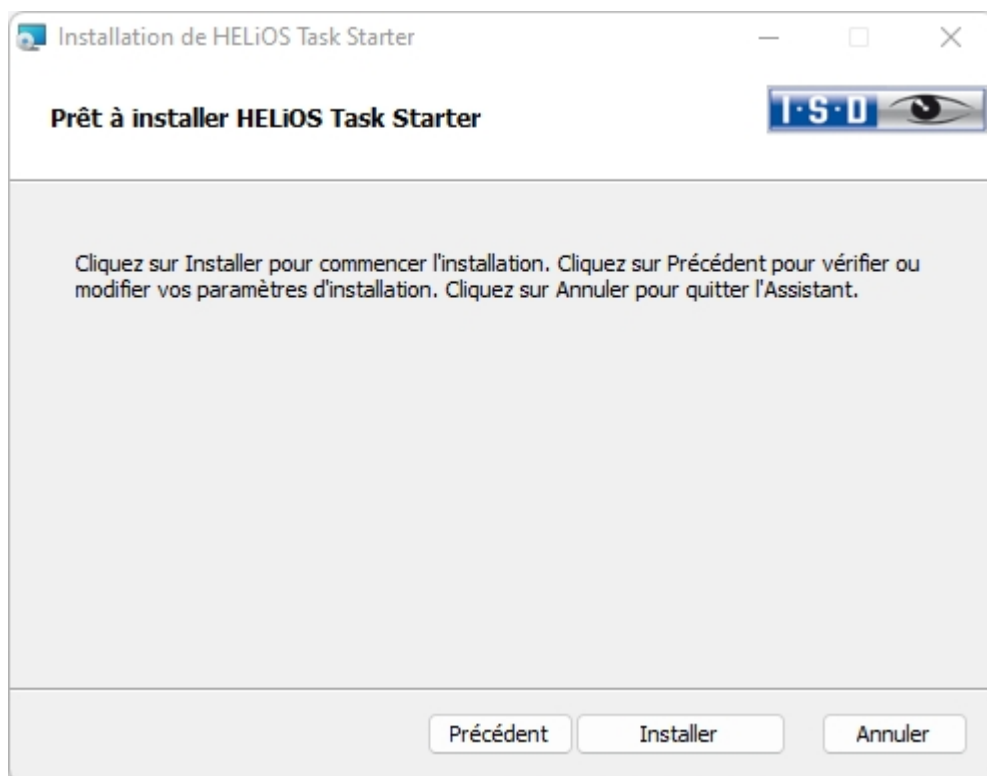 Installation de HELiOS Task Starter
Prêt à installer HELiOS Task Starter
I·S·D
Cliquez sur Installer pour commencer l'installation. Cliquez sur Précédent pour vérifier ou
modifier vos paramètres d'installation. Cliquez sur Annuler pour quitter l'Assistant.
Précédent
Installer
Annuler